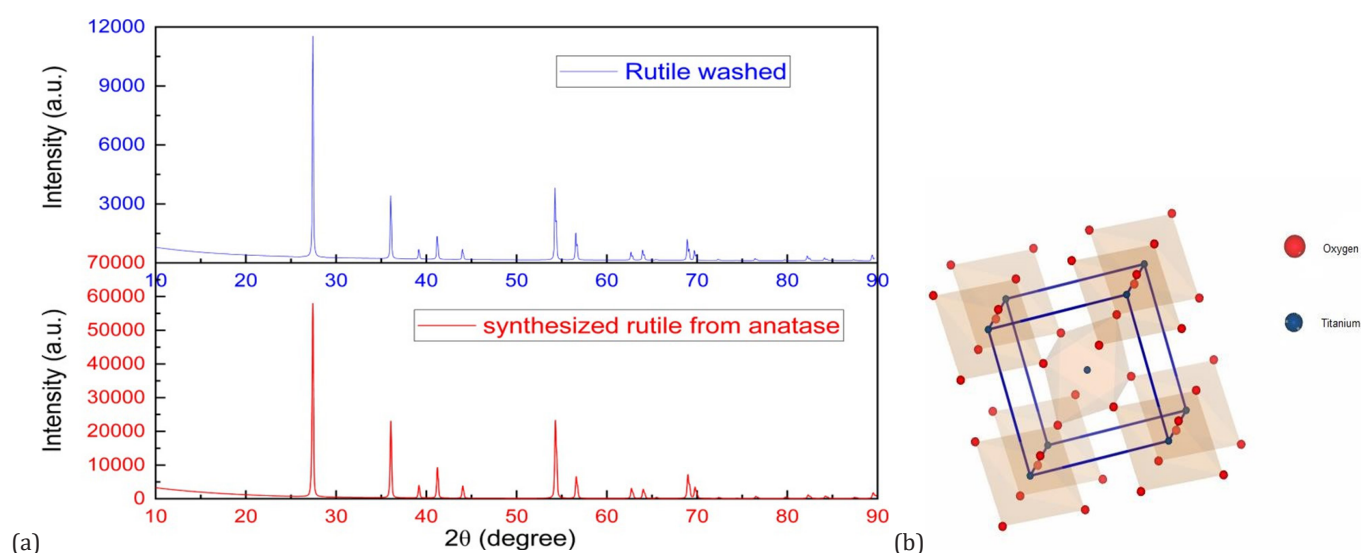 12000
9000
6000
3000
Intensity (a.u.)
Rutile washed
10 20 30 40 50 60 70 80 90
70000
60000
50000
40000
30000
20000
10000
0
Intensity (a.u.)
synthesized rutile from anatase
10 20 30 40 50 60 70 80 90
2θ (degree)
(a)
Oxygen
Titanium
(b)